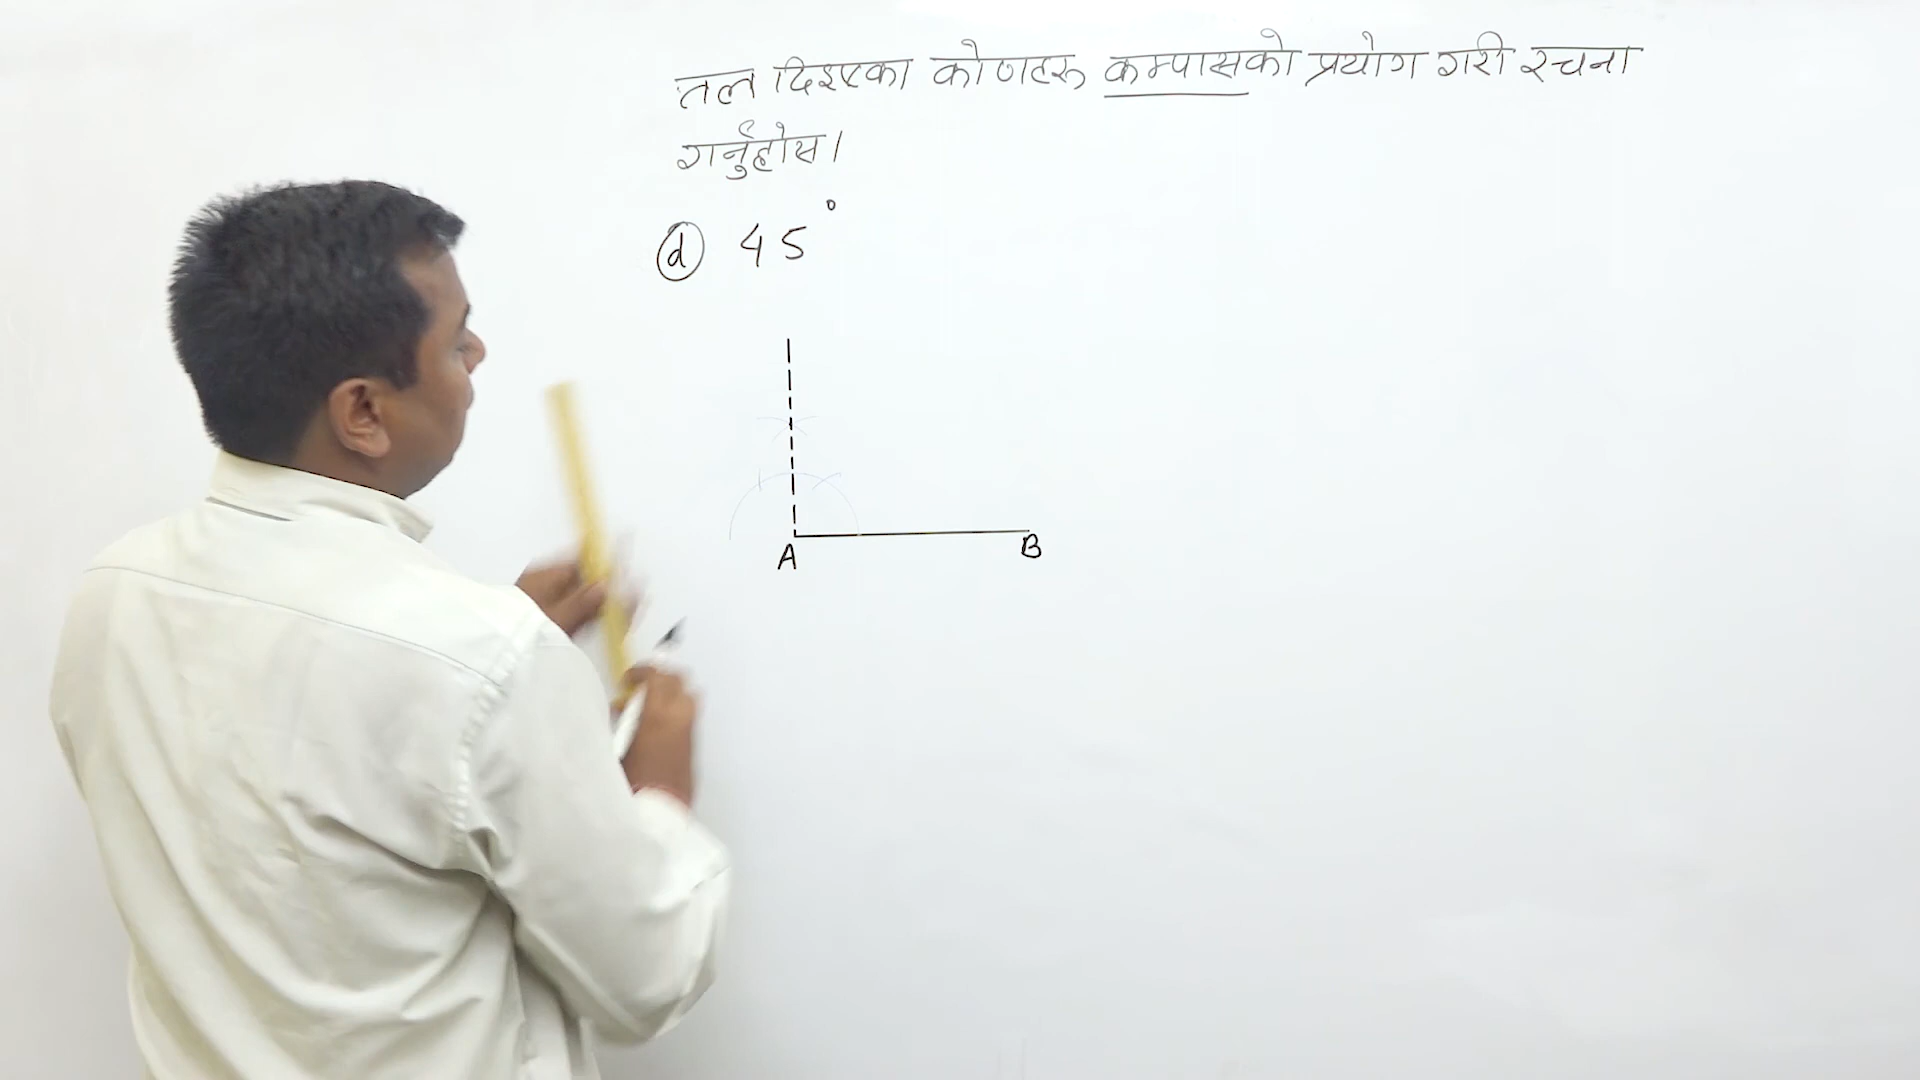 तल दिइएका कोणहरू कम्पासको प्रयोग गरी रचना
गर्नुहोस।
(d) 45°
A B